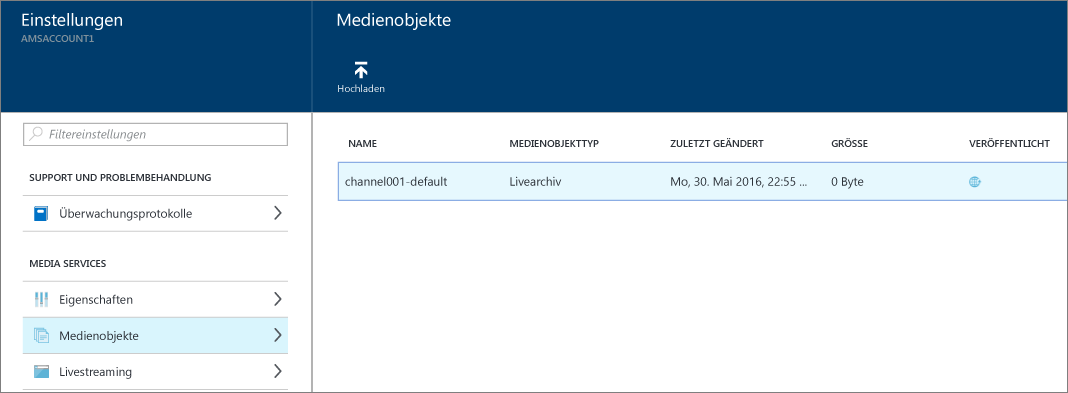 Einstellungen
AMSACCOUNT1
Filtereinstellungen
SUPPORT UND PROBLEMBEHANDLUNG
Überwachungsprotokolle
MEDIA SERVICES
Eigenschaften
Medienobjekte
Livestreaming
Medienobjekte
Hochladen
NAME MEDIENOBJEKTTYP ZULETZT GEÄNDERT GRÖSSE VERÖFFENTLICHT
channel001-default Livearchiv Mo, 30. Mai 2016, 22:55 ... 0 Byte